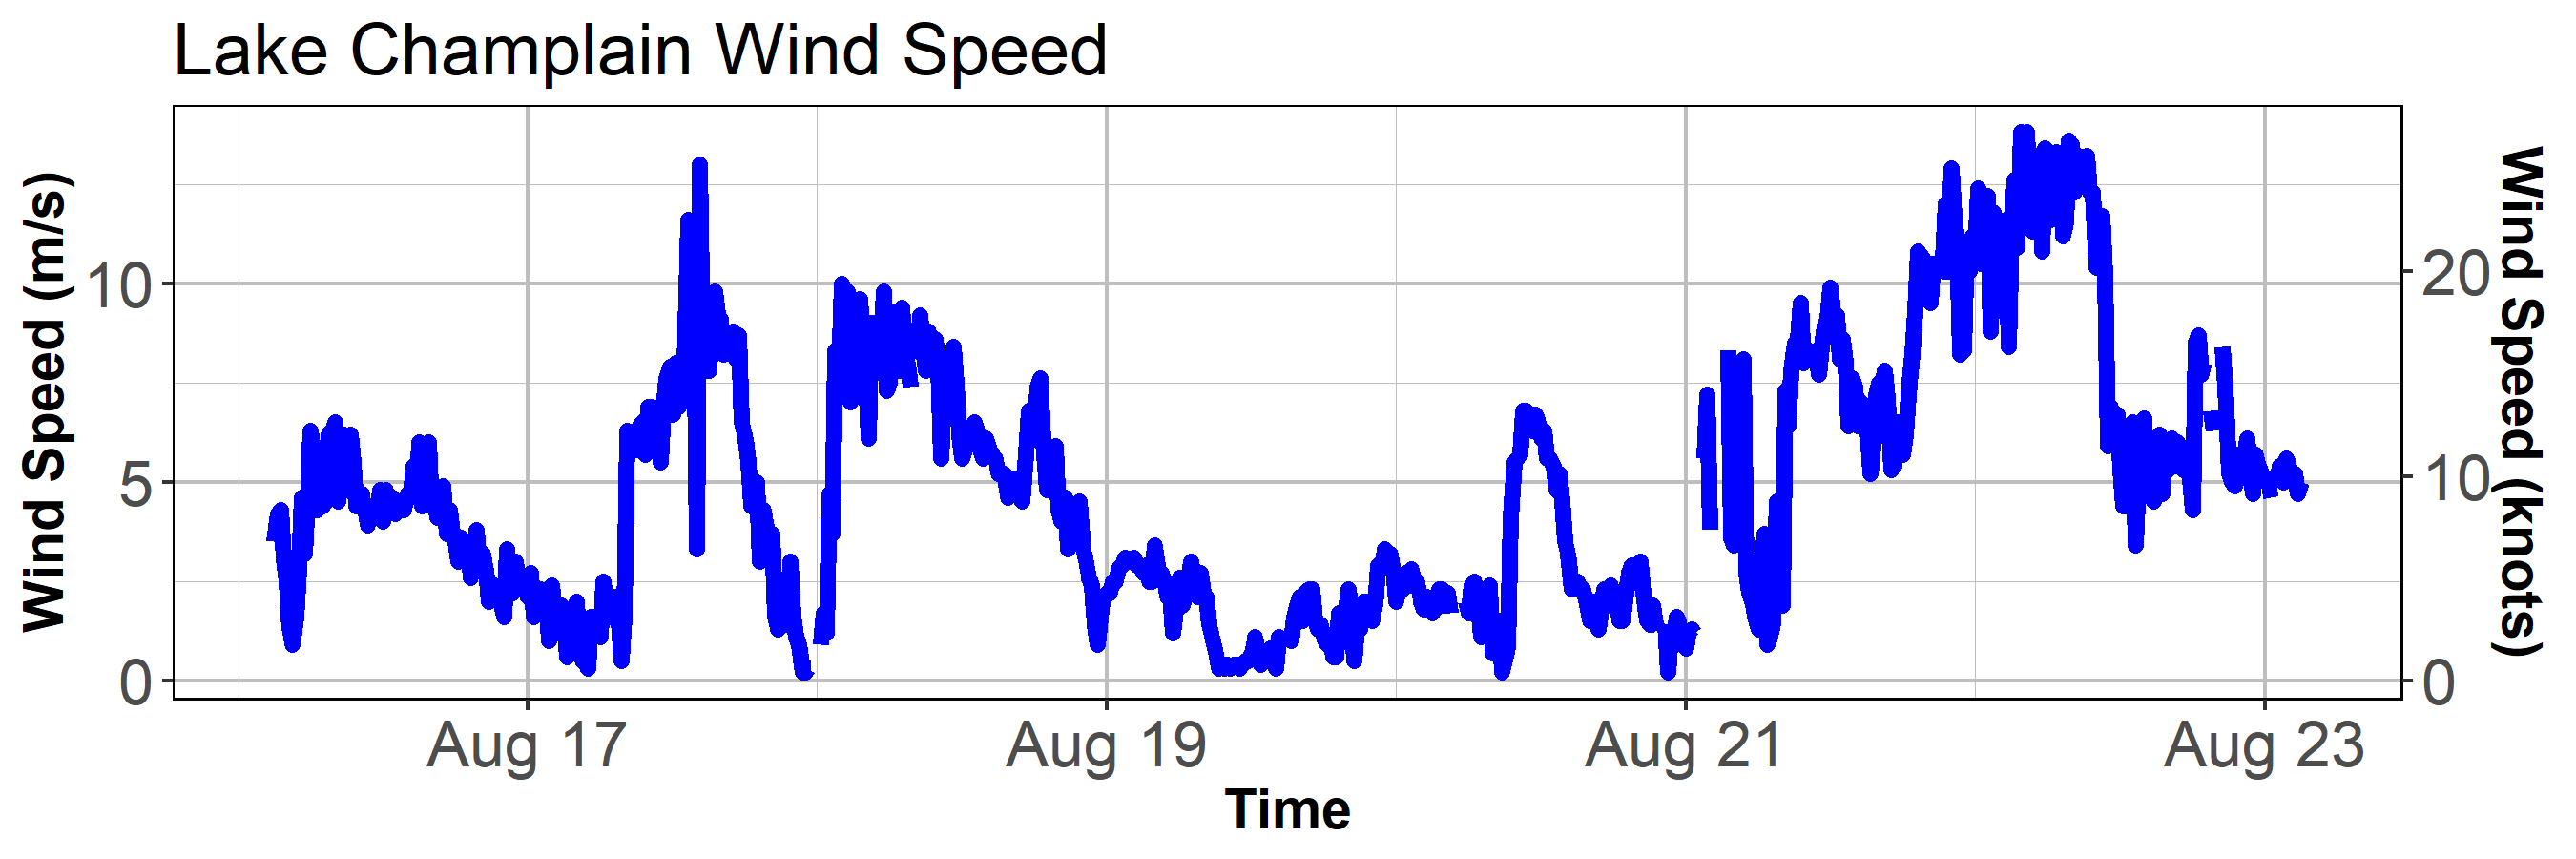 Lake Champlain Wind Speed
Wind Speed (m/s)
10
5
0
20
10
0
Wind Speed (knots)
Aug 17
Aug 19
Aug 21
Aug 23
Time